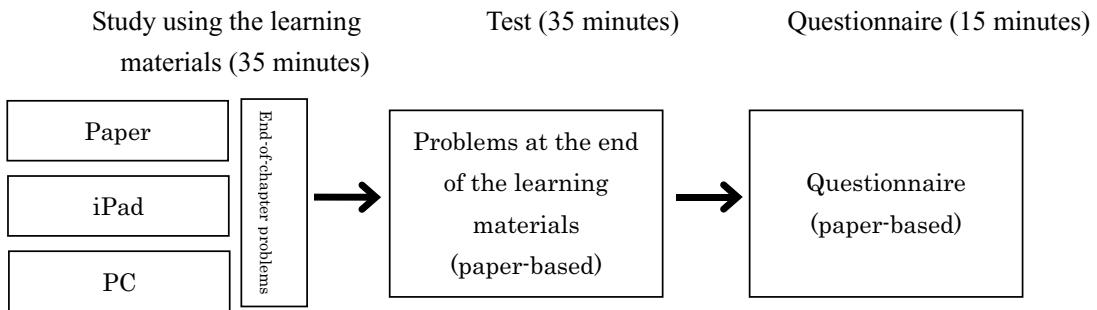 Study using the learning
materials (35 minutes)
Test (35 minutes)
Questionnaire (15 minutes)
Paper
iPad
PC
End-of-chapter problems
Problems at the end
of the learning
materials
(paper-based)
Questionnaire
(paper-based)